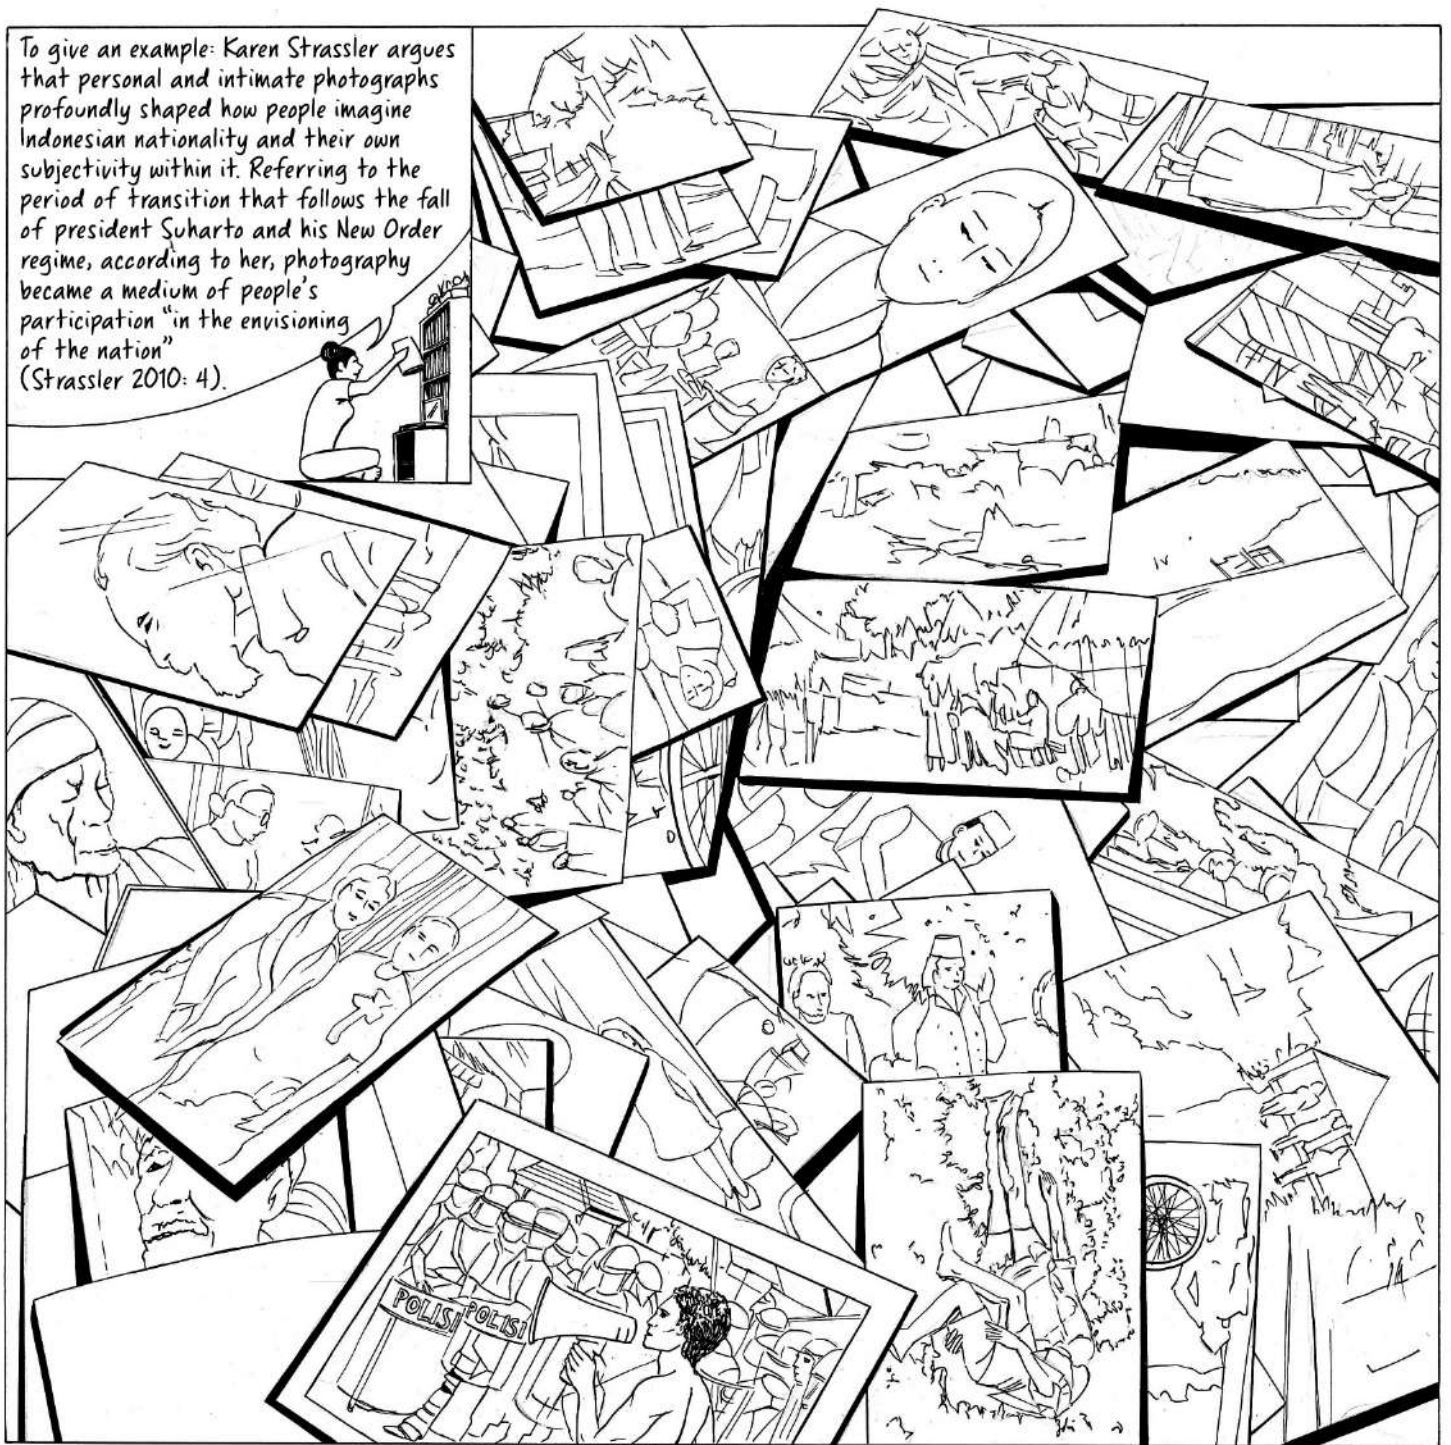 To give an example: Karen Strassler argues
that personal and intimate photographs
profoundly shaped how people imagine
Indonesian nationality and their own
subjectivity within it. Referring to the
period of transition that follows the fall
of president Suharto and his New Order
regime, according to her, photography
became a medium of people's
participation "in the envisioning
of the nation"
(Strassler 2010: 4).
POLISI
POLISI